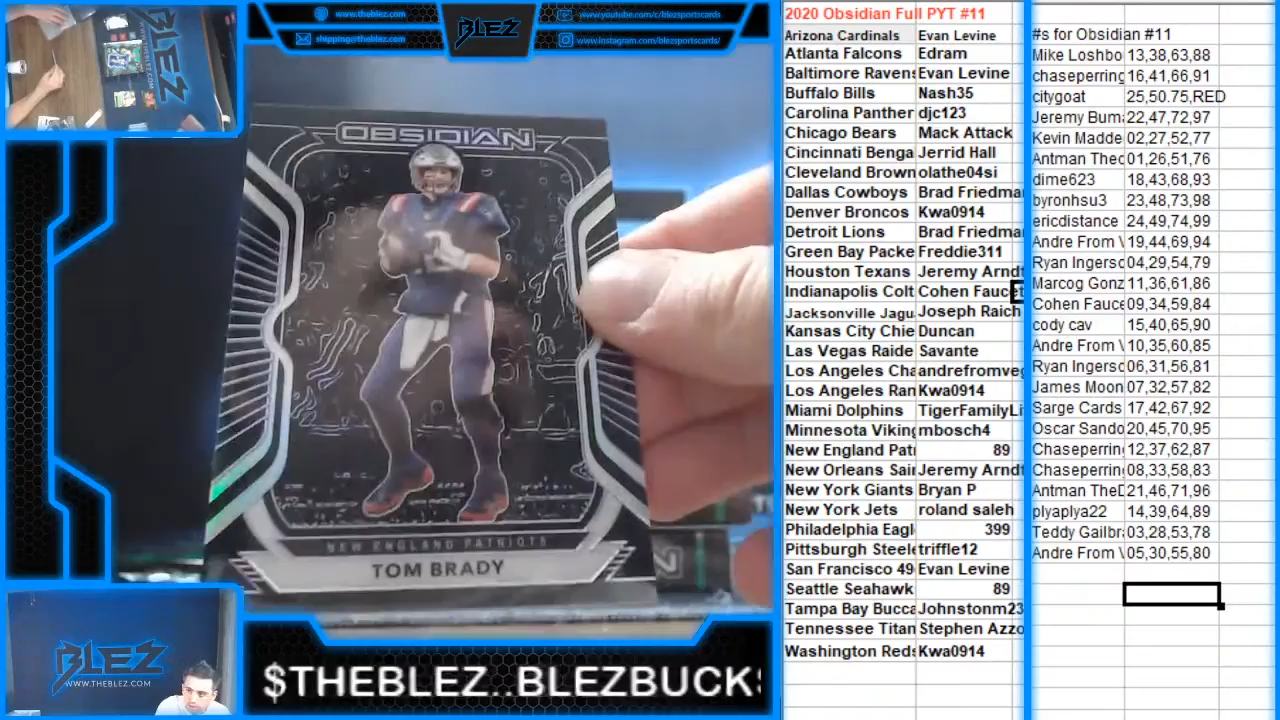 www.theblez.com
shipping@theblez.com
BLEZ
www.youtube.com/c/blezsportscards/
www.instagram.com/blezsportscards/
BLEZ
OBSIDIAN
NEW ENGLAND PATRIOTS
TOM BRADY
BLEZ
WWW.THEBLEZ.COM
$THEBLEZ..BLEZBUCKS
2020 Obsidian Full PYT #11
Arizona Cardinals Evan Levine
Atlanta Falcons Edram
Baltimore Ravens Evan Levine
Buffalo Bills Nash35
Carolina Panther djc123
Chicago Bears Mack Attack
Cincinnati Benga Jerrid Hall
Cleveland Brown olathe04si
Dallas Cowboys Brad Friedma
Denver Broncos Kwa0914
Detroit Lions Brad Friedma
Green Bay Packe Freddie311
Houston Texans Jeremy Arndt
Indianapolis Colt Cohen Faucet
Jacksonville Jagu Joseph Raich
Kansas City Chie Duncan
Las Vegas Raide Savante
Los Angeles Cha andrefromveg
Los Angeles Ran Kwa0914
Miami Dolphins TigerFamilyLi
Minnesota Viking mbosch4
New England Patr 89
New Orleans Sai Jeremy Arndt
New York Giants Bryan P
New York Jets roland saleh
Philadelphia Eagl 399
Pittsburgh Steele triffle12
San Francisco 49 Evan Levine
Seattle Seahawk 89
Tampa Bay Bucca Johnstonm23
Tennessee Titan Stephen Azzo
Washington Reds Kwa0914
#s for Obsidian #11
Mike Loshbo 13,38,63,88
chaseperring 16,41,66,91
citygoat 25,50.75,RED
Jeremy Buma 22,47,72,97
Kevin Madde 02,27,52,77
Antman Theo 01,26,51,76
dime623 18,43,68,93
byronhsu3 23,48,73,98
ericdistance 24,49,74,99
Andre From V 19,44,69,94
Ryan Ingerso 04,29,54,79
Marcog Gonz 11,36,61,86
Cohen Fauce 09,34,59,84
cody cav 15,40,65,90
Andre From V 10,35,60,85
Ryan Ingerso 06,31,56,81
James Moon 07,32,57,82
Sarge Cards 17,42,67,92
Oscar Sando 20,45,70,95
Chaseperring 12,37,62,87
Chaseperring 08,33,58,83
Antman TheD 21,46,71,96
plyaplya22 14,39,64,89
Teddy Gailbra 03,28,53,78
Andre From V 05,30,55,80